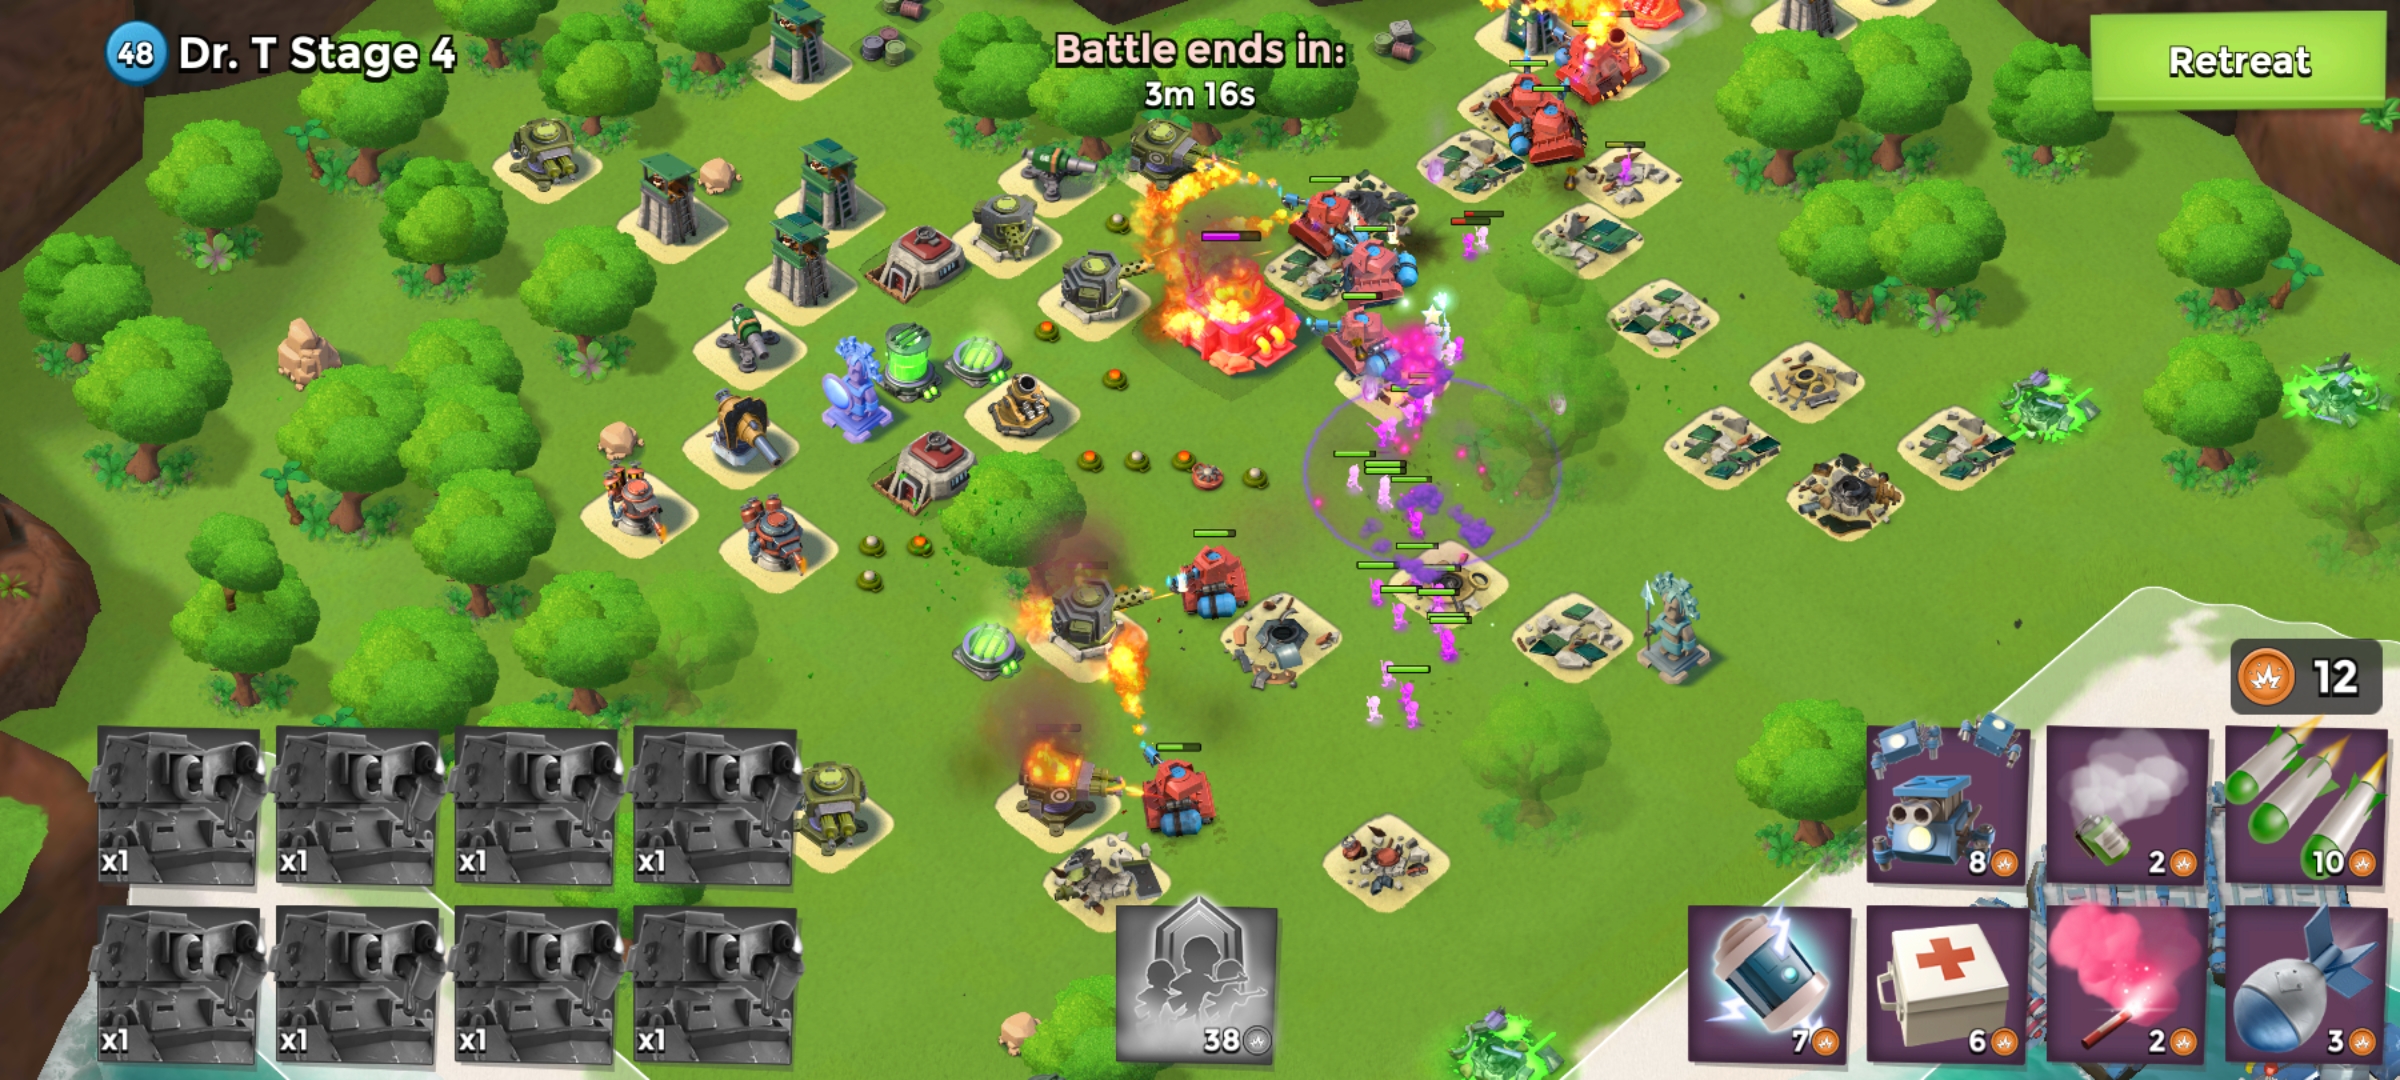 48 Dr. T Stage 4
Battle ends in:
3m 16s
Retreat
12
x1 x1 x1 x1
8 2 10
x1 x1 x1 x1
38
7 6 2 3